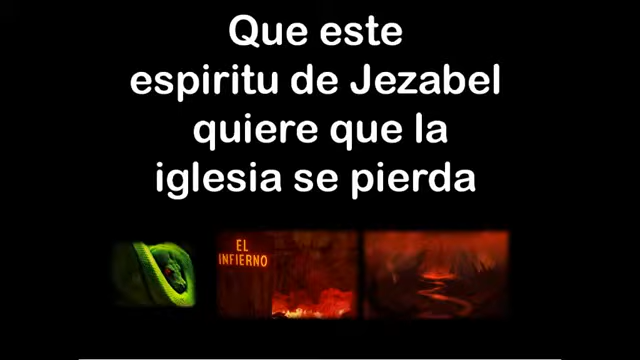 Que este
espiritu de Jezabel
quiere que la
iglesia se pierda
EL
INFIERNO